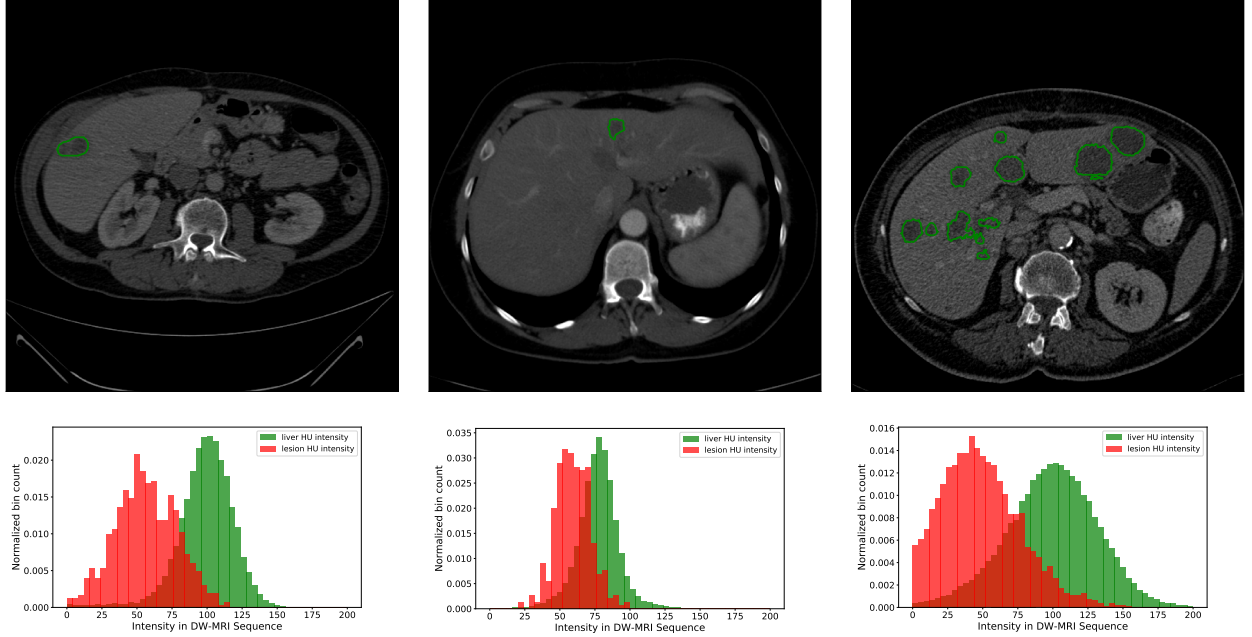 liver HU intensity
lesion HU intensity
Normalized bin count
0.020
0.015
0.010
0.005
0.000
0 25 50 75 100 125 150 175 200
Intensity in DW-MRI Sequence
liver HU intensity
lesion HU intensity
Normalized bin count
0.035
0.030
0.025
0.020
0.015
0.010
0.005
0.000
0 25 50 75 100 125 150 175 200
Intensity in DW-MRI Sequence
liver HU intensity
lesion HU intensity
Normalized bin count
0.016
0.014
0.012
0.010
0.008
0.006
0.004
0.002
0.000
0 25 50 75 100 125 150 175 200
Intensity in DW-MRI Sequence